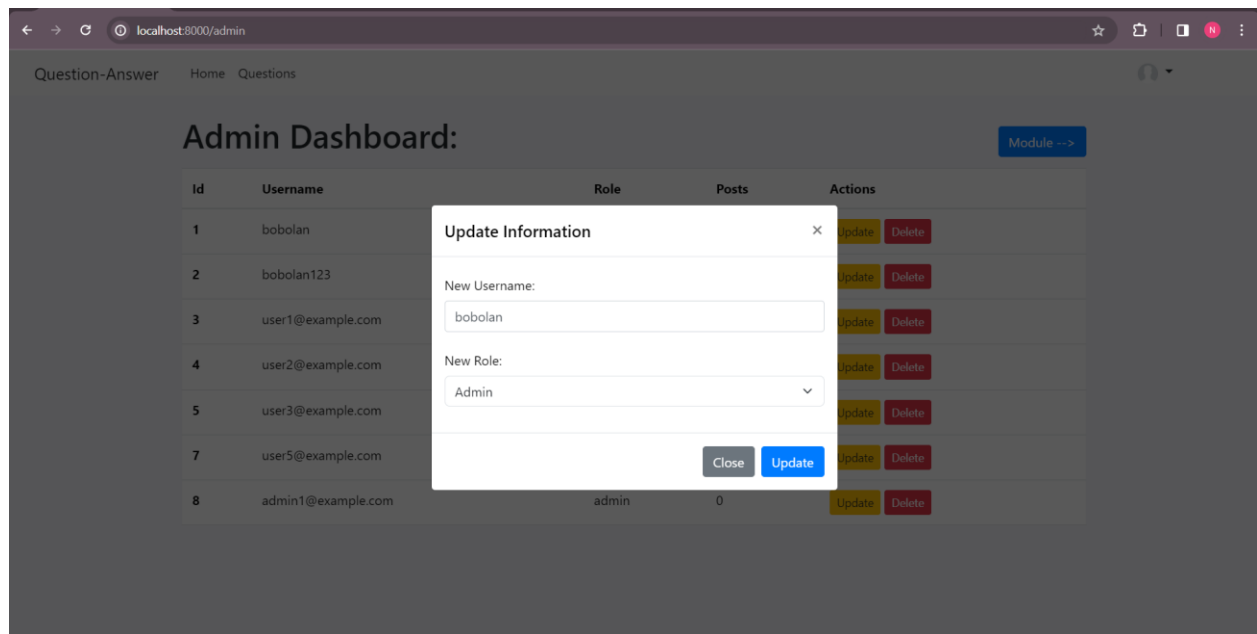 localhost:8000/admin
N
Question-Answer Home Questions
Admin Dashboard:
Module -->
Id Username Role Posts Actions
1 bobolan Update Delete
2 bobolan123 Update Delete
3 user1@example.com Update Delete
4 user2@example.com Update Delete
5 user3@example.com Update Delete
7 user5@example.com Update Delete
8 admin1@example.com admin 0 Update Delete
Update Information ×
New Username:
bobolan
New Role:
Admin
Close Update